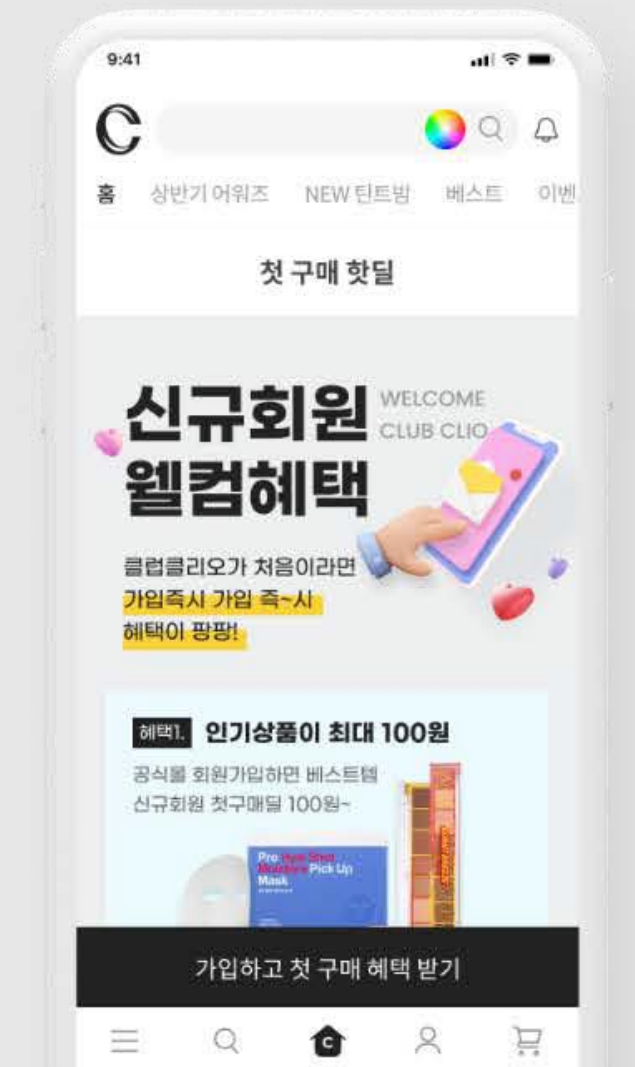 9:41
홈 상반기 어워즈 NEW 틴트밤 베스트 이벤
첫 구매 핫딜
신규회원
웰컴혜택
WELCOME
CLUB CLIO
클럽클리오가 처음이라면
가입즉시 가입 즉~시
혜택이 팡팡!
혜택1. 인기상품이 최대 100원
공식몰 회원가입하면 베스트템
신규회원 첫구매딜 100원~
Pro Hyal Shot
Moisture Pick Up
Mask
가입하고 첫 구매 혜택 받기